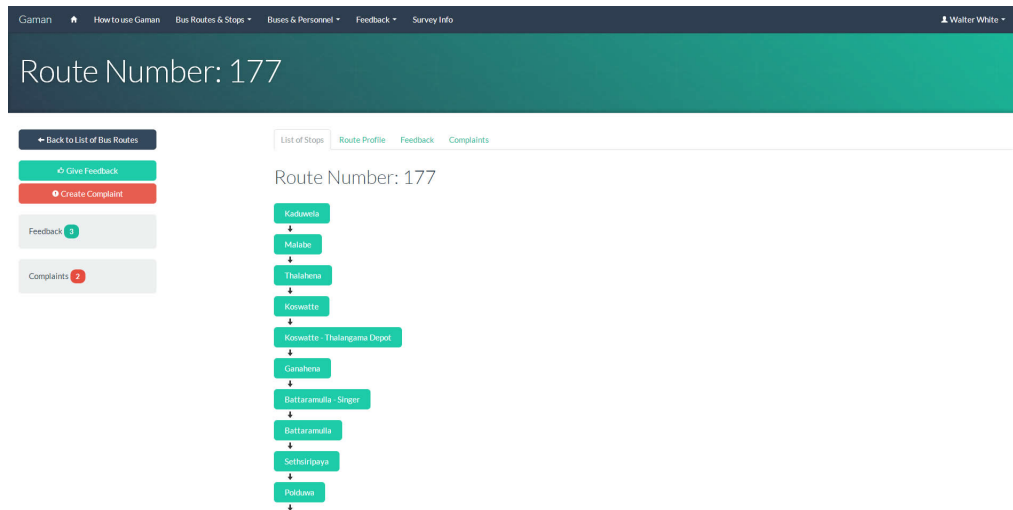 Gaman How to use Gaman Bus Routes & Stops Buses & Personnel Feedback Survey Info Walter White
Route Number: 177
Back to List of Bus Routes
Give Feedback
Create Complaint
Feedback 3
Complaints 2
List of Stops Route Profile Feedback Complaints
Route Number: 177
Kaduwela
Malabe
Thalahena
Koswatte
Koswatte - Thalangama Depot
Ganahena
Battaramulla - Singer
Battaramulla
Sethsiripaya
Polduwa